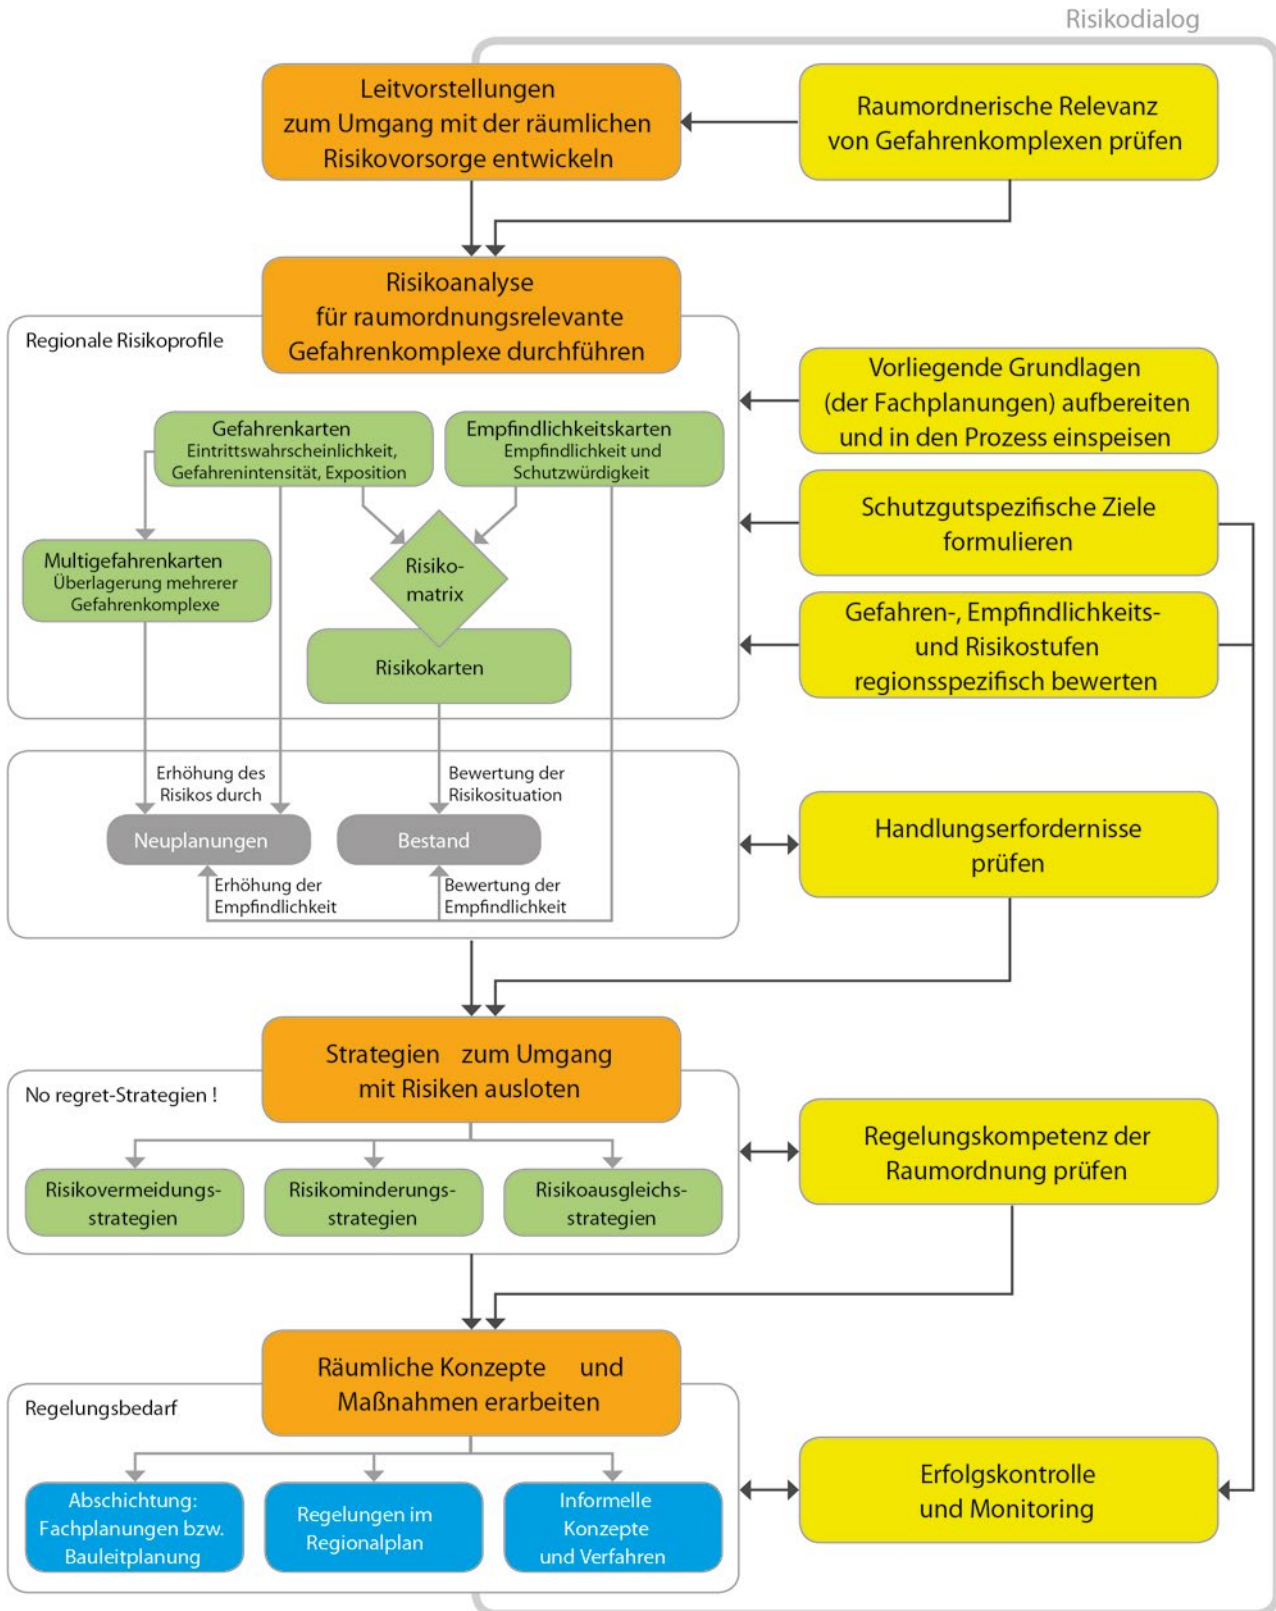 Risikodialog
Leitvorstellungen
zum Umgang mit der räumlichen
Risikovorsorge entwickeln
Raumordnerische Relevanz
von Gefahrenkomplexen prüfen
Risikoanalyse
für raumordnungsrelevante
Gefahrenkomplexe durchführen
Regionale Risikoprofile
Vorliegende Grundlagen
(der Fachplanungen) aufbereiten
und in den Prozess einspeisen
Gefahrenkarten
Eintrittswahrscheinlichkeit,
Gefahrenintensität, Exposition
Empfindlichkeitskarten
Empfindlichkeit und
Schutzwürdigkeit
Schutzgutspezifische Ziele
formulieren
Multigefahrenkarten
Überlagerung mehrerer
Gefahrenkomplexe
Risiko-
matrix
Risikokarten
Gefahren-, Empfindlichkeits-
und Risikostufen
regionsspezifisch bewerten
Erhöhung des
Risikos durch
Bewertung der
Risikosituation
Neuplanungen
Bestand
Erhöhung der
Empfindlichkeit
Bewertung der
Empfindlichkeit
Handlungserfordernisse
prüfen
Strategien zum Umgang
mit Risiken ausloten
No regret-Strategien !
Risikovermeidungs-
strategien
Risikominderungs-
strategien
Risikoausgleichs-
strategien
Regelungskompetenz der
Raumordnung prüfen
Räumliche Konzepte und
Maßnahmen erarbeiten
Regelungsbedarf
Abschichtung:
Fachplanungen bzw.
Bauleitplanung
Regelungen im
Regionalplan
Informelle
Konzepte
und Verfahren
Erfolgskontrolle
und Monitoring